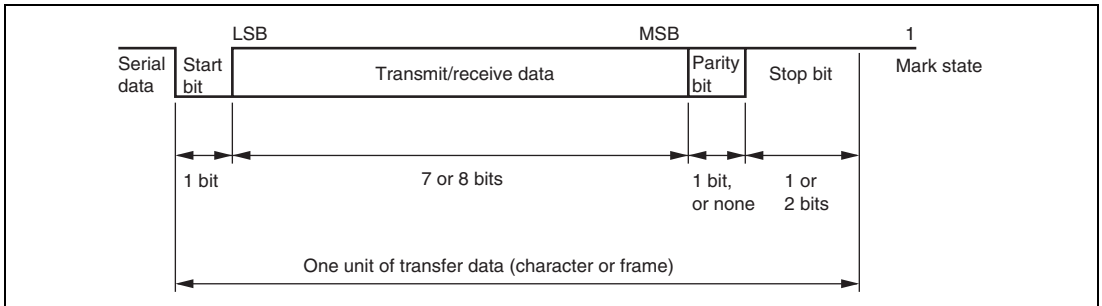 LSB MSB 1
Serial data
Start bit
Transmit/receive data
Parity bit
Stop bit
Mark state
1 bit
7 or 8 bits
1 bit, or none
1 or 2 bits
One unit of transfer data (character or frame)